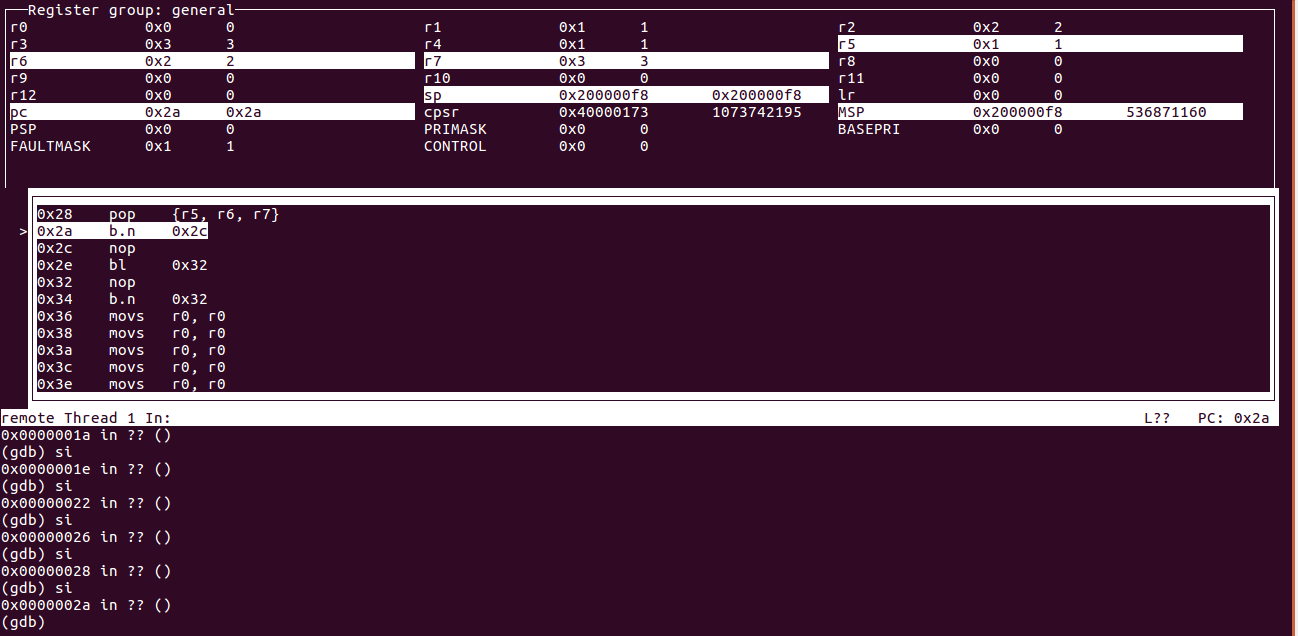 Register group: general
r0 0x0 0 r1 0x1 1 r2 0x2 2
r3 0x3 3 r4 0x1 1 r5 0x1 1
r6 0x2 2 r7 0x3 3 r8 0x0 0
r9 0x0 0 r10 0x0 0 r11 0x0 0
r12 0x0 0 sp 0x200000f8 0x200000f8 lr 0x0 0
pc 0x2a 0x2a cpsr 0x40000173 1073742195 MSP 0x200000f8 536871160
PSP 0x0 0 PRIMASK 0x0 0 BASEPRI 0x0 0
FAULTMASK 0x1 1 CONTROL 0x0 0
0x28 pop {r5, r6, r7}
>0x2a b.n 0x2c
0x2c nop
0x2e bl 0x32
0x32 nop
0x34 b.n 0x32
0x36 movs r0, r0
0x38 movs r0, r0
0x3a movs r0, r0
0x3c movs r0, r0
0x3e movs r0, r0
remote Thread 1 In: L?? PC: 0x2a
0x0000001a in ?? ()
(gdb) si
0x0000001e in ?? ()
(gdb) si
0x00000022 in ?? ()
(gdb) si
0x00000026 in ?? ()
(gdb) si
0x00000028 in ?? ()
(gdb) si
0x0000002a in ?? ()
(gdb)